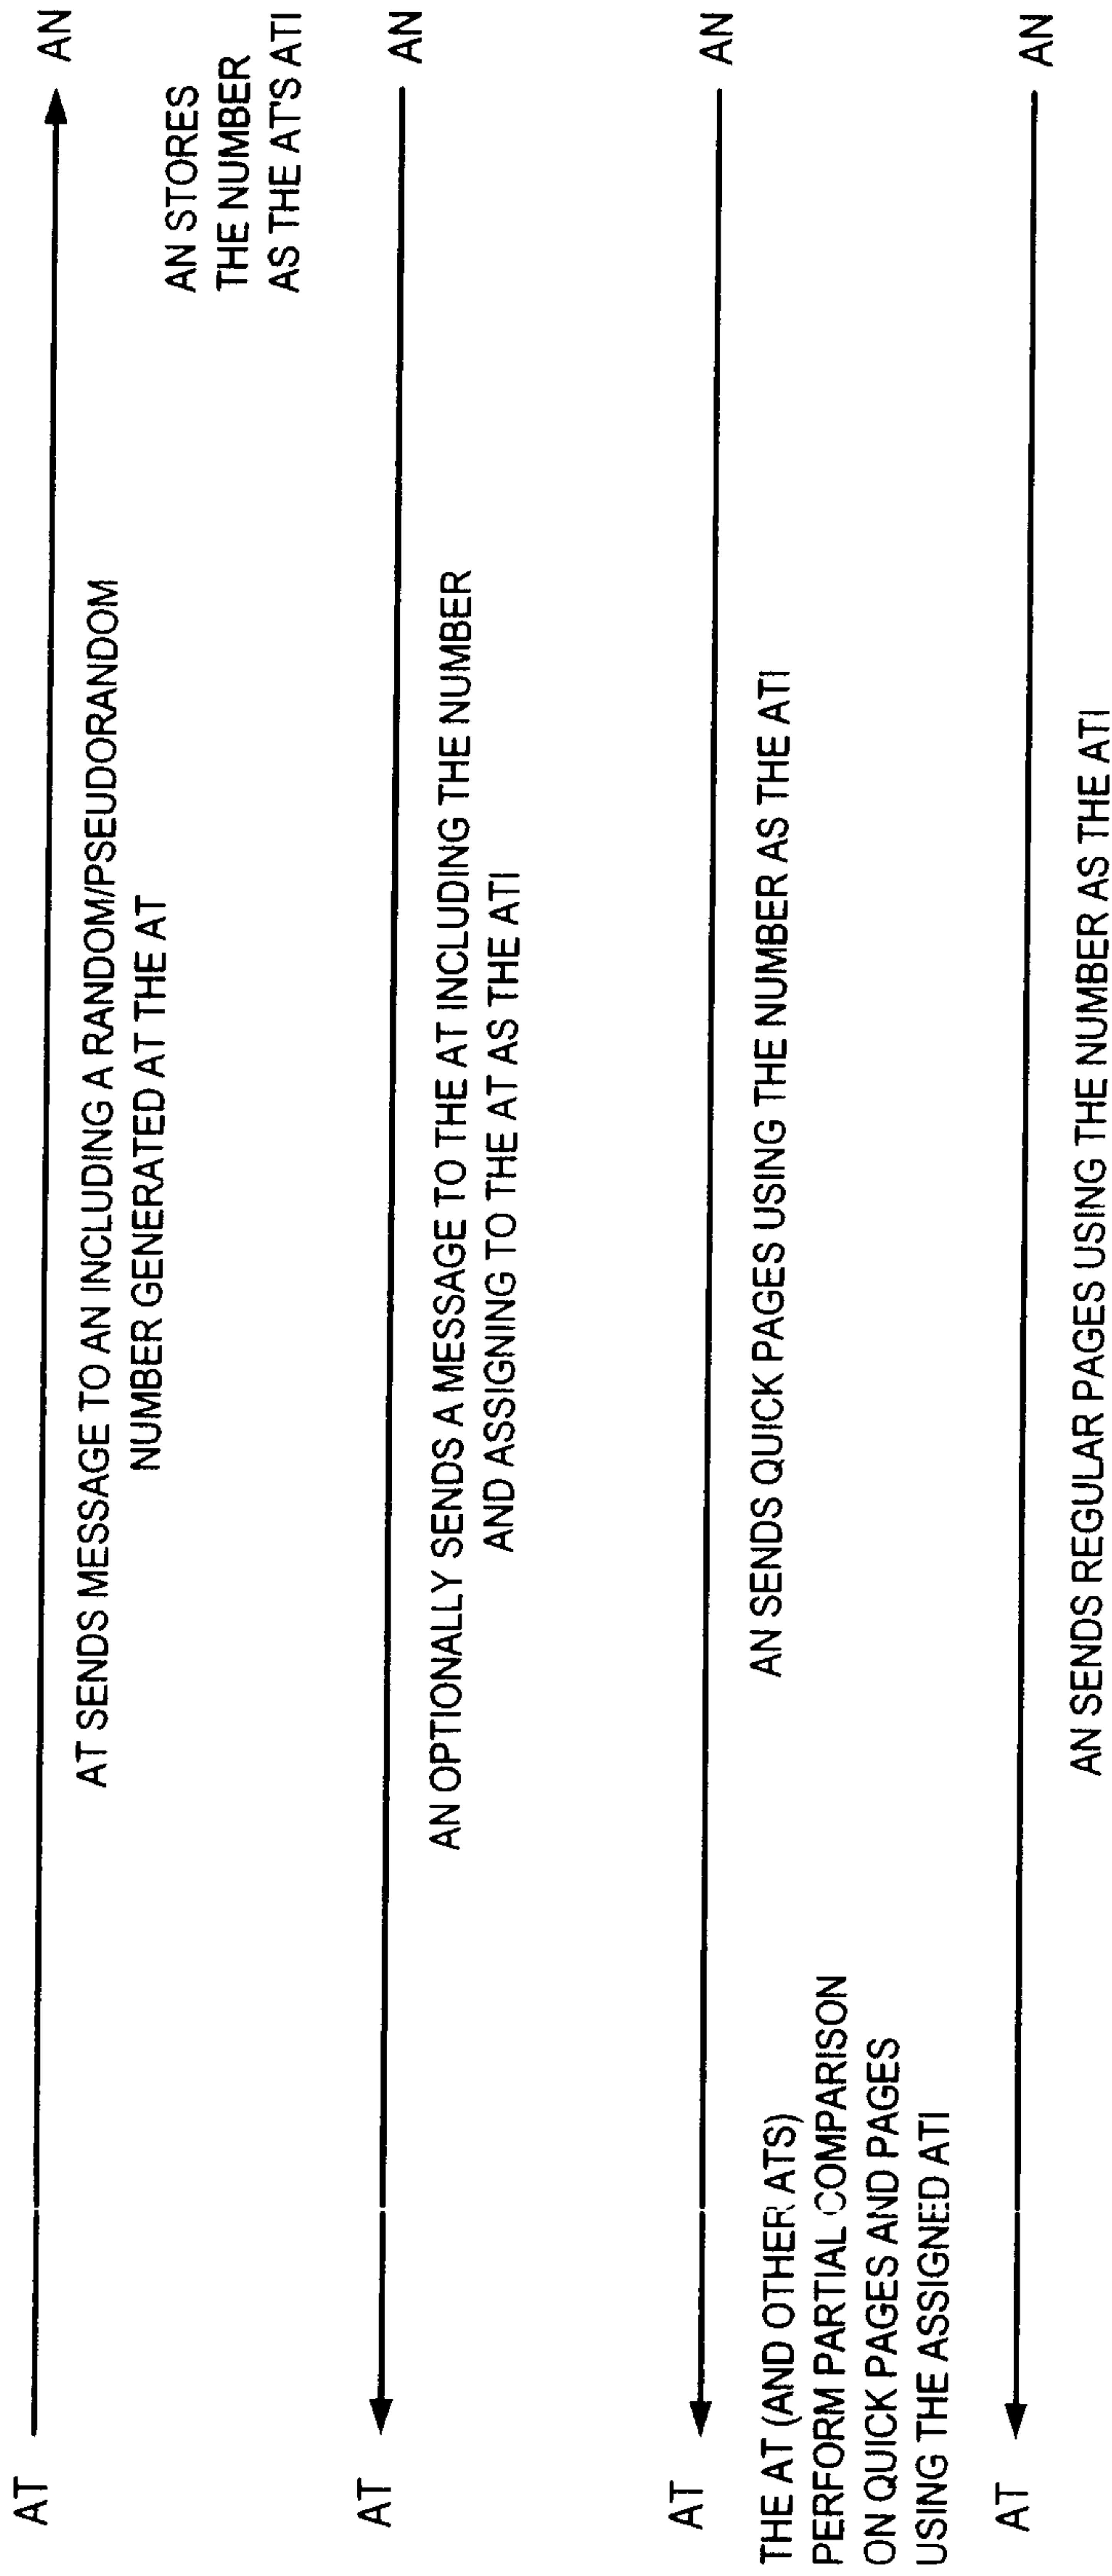 AT AN
AT SENDS MESSAGE TO AN INCLUDING A RANDOM/PSEUDORANDOM
NUMBER GENERATED AT THE AT
AN STORES
THE NUMBER
AS THE AT'S ATI
AT AN
AN OPTIONALLY SENDS A MESSAGE TO THE AT INCLUDING THE NUMBER
AND ASSIGNING TO THE AT AS THE ATI
AT AN
AN SENDS QUICK PAGES USING THE NUMBER AS THE ATI
THE AT (AND OTHER ATS)
PERFORM PARTIAL COMPARISON
ON QUICK PAGES AND PAGES
USING THE ASSIGNED ATI
AT AN
AN SENDS REGULAR PAGES USING THE NUMBER AS THE ATI